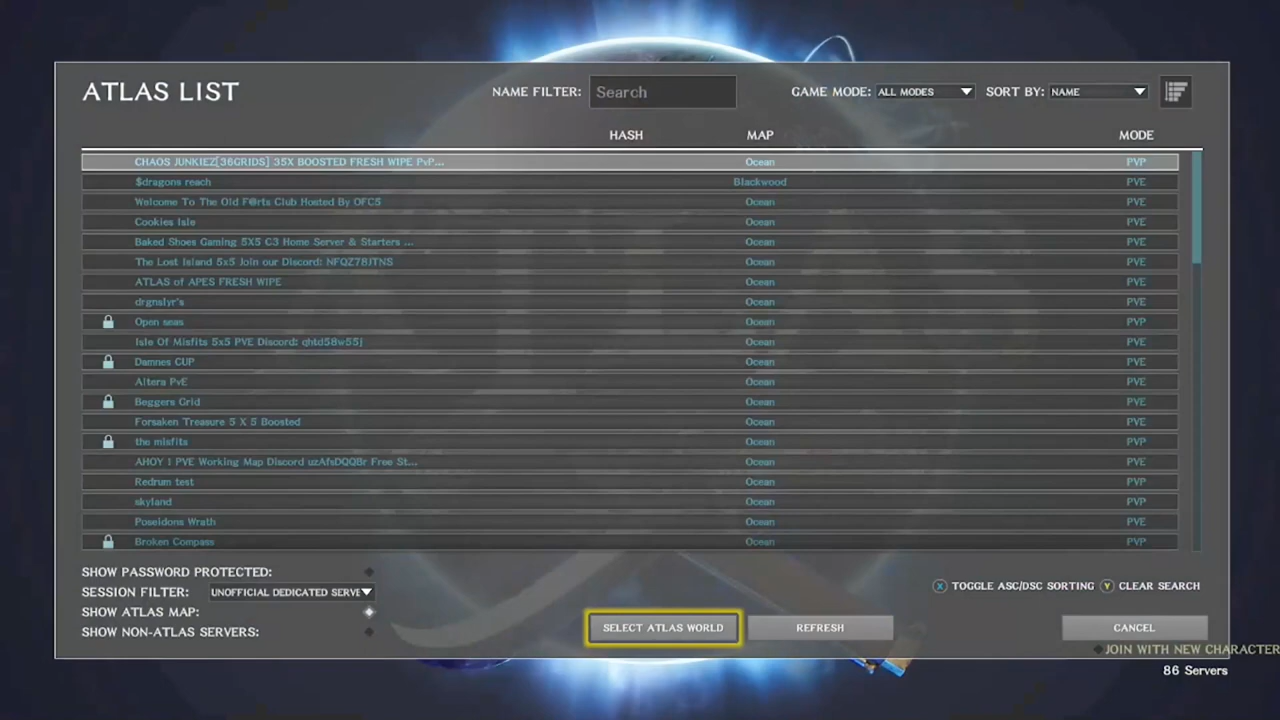 ATLAS LIST
NAME FILTER: Search GAME MODE: ALL MODES SORT BY: NAME
HASH MAP MODE
CHAOS JUNKIEZ[36GRIDS] 35X BOOSTED FRESH WIPE PvP... Ocean PVP
$dragons reach Blackwood PVE
Welcome To The Old F@rts Club Hosted By OFC5 Ocean PVE
Cookies Isle Ocean PVE
Baked Shoes Gaming 5X5 C3 Home Server & Starters ... Ocean PVE
The Lost Island 5x5 Join our Discord: NFQZ78JTNS Ocean PVE
ATLAS of APES FRESH WIPE Ocean PVE
drgnslyr's Ocean PVE
Open seas Ocean PVP
Isle Of Misfits 5x5 PVE Discord: qhtd58w55j Ocean PVE
Damnes CUP Ocean PVE
Altera PvE Ocean PVE
Beggers Grid Ocean PVE
Forsaken Treasure 5 X 5 Boosted Ocean PVE
the misfits Ocean PVP
AHOY 1 PVE Working Map Discord uzAfsDQQBr Free St... Ocean PVE
Redrum test Ocean PVP
skyland Ocean PVP
Poseidons Wrath Ocean PVE
Broken Compass Ocean PVP
SHOW PASSWORD PROTECTED:
SESSION FILTER: UNOFFICIAL DEDICATED SERVE
SHOW ATLAS MAP:
SHOW NON-ATLAS SERVERS:
X TOGGLE ASC/DSC SORTING Y CLEAR SEARCH
SELECT ATLAS WORLD REFRESH CANCEL
JOIN WITH NEW CHARACTER
86 Servers